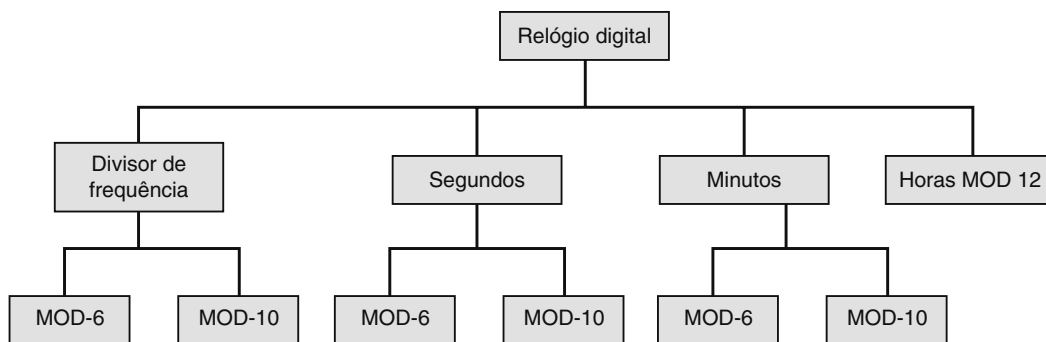 Relógio digital
Divisor de
frequência
Segundos
Minutos
Horas MOD 12
MOD-6
MOD-10
MOD-6
MOD-10
MOD-6
MOD-10